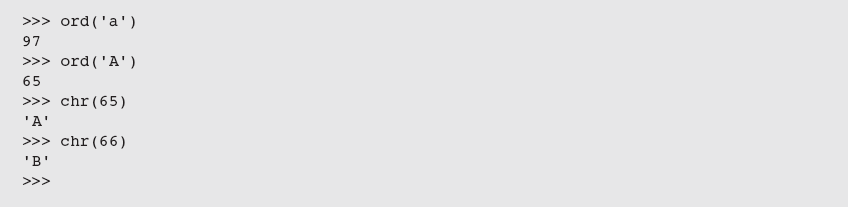 >>> ord('a')
97
>>> ord('A')
65
>>> chr(65)
'A'
>>> chr(66)
'B'
>>>